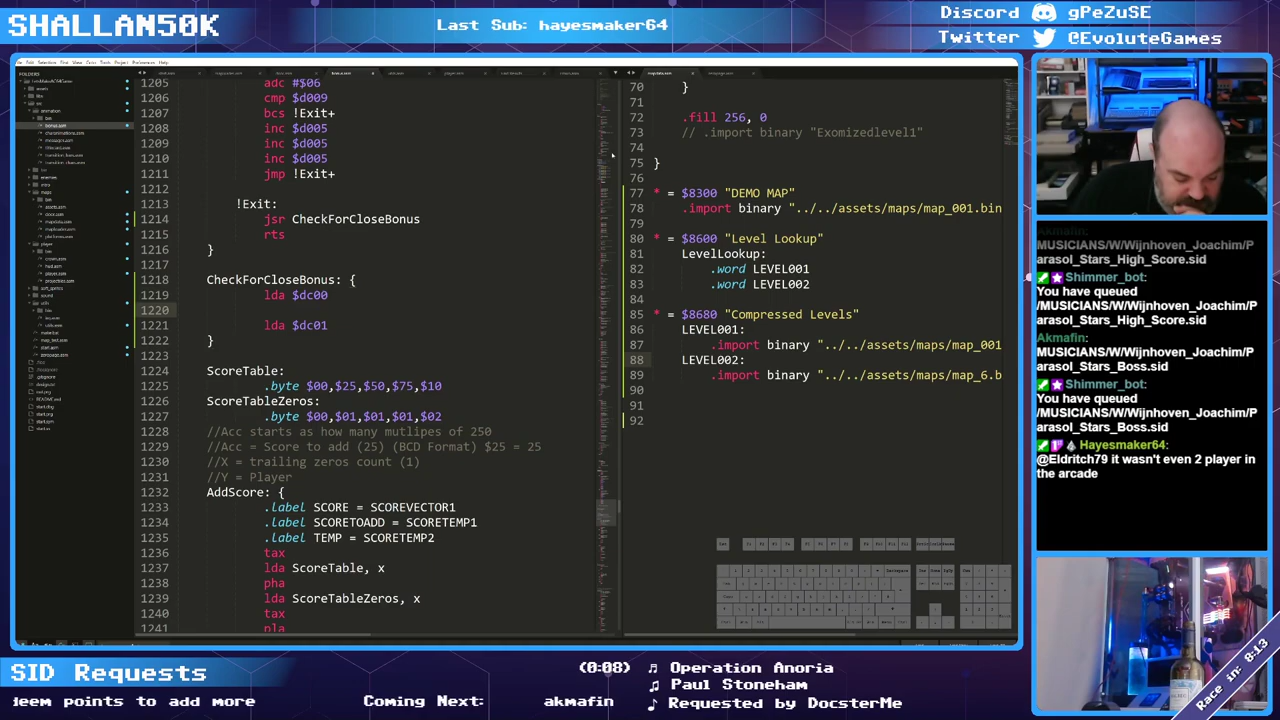 SHALLAN50K
Last Sub: hayesmaker64
Discord gPeZuSE
Twitter @EvoluteGames
FOLDERS
1205 adc #$06
1206 cmp $d009
1207 bcs !Exit+
1208 inc $d005
1209 inc $d005
1210 inc $d005
1211 jmp !Exit+
1212
1213 !Exit:
1214 jsr CheckForCloseBonus
1215 rts
1216 }
1217
1218 CheckForCloseBonus: {
1219 lda $dc00
1220
1221 lda $dc01
1222 }
1223
1224 ScoreTable:
1225 .byte $00,$25,$50,$75,$10
1226 ScoreTableZeros:
1227 .byte $00,$01,$01,$01,$02
1228 //Acc starts as how many mutlipes of 250
1229 //Acc = Score to add (25) (BCD Format) $25 = 25
1230 //X = trailing zeros count (1)
1231 //Y = Player
1232 AddScore: {
1233 .label SCORE = SCOREVECTOR1
1234 .label SCORETOADD = SCORETEMP1
1235 .label TEMP = SCORETEMP2
1236 tax
1237 lda ScoreTable, x
1238 pha
1239 lda ScoreTableZeros, x
1240 tax
1241 pla
70 }
71
72 .fill 256, 0
73 // .import binary "Exomizedlevel1"
74
75 }
76
77 * = $8300 "DEMO MAP"
78 .import binary "../../assets/maps/map_001.bin
79
80 * = $8600 "Level Lookup"
81 LevelLookup:
82 .word LEVEL001
83 .word LEVEL002
84
85 * = $8680 "Compressed Levels"
86 LEVEL001:
87 .import binary "../../assets/maps/map_001
88 LEVEL002:
89 .import binary "../../assets/maps/map_6.b
90
91
92
Akmafin:
MUSICIANS/W/Wijnhoven_Joachim/P
arasol_Stars_High_Score.sid
Shimmer_bot:
You have queued
/MUSICIANS/W/Wijnhoven_Joachim/P
arasol_Stars_High_Score.sid
Akmafin:
MUSICIANS/W/Wijnhoven_Joachim/P
arasol_Stars_Boss.sid
Shimmer_bot:
You have queued
/MUSICIANS/W/Wijnhoven_Joachim/P
arasol_Stars_Boss.sid
Hayesmaker64:
@Eldritch79 it wasn't even 2 player in
the arcade
SID Requests
deem points to add more
Coming Next:
akmafin
(0:08) Operation Anoria
Paul Stoneham
Requested by DocsterMe
Race in: 8:13